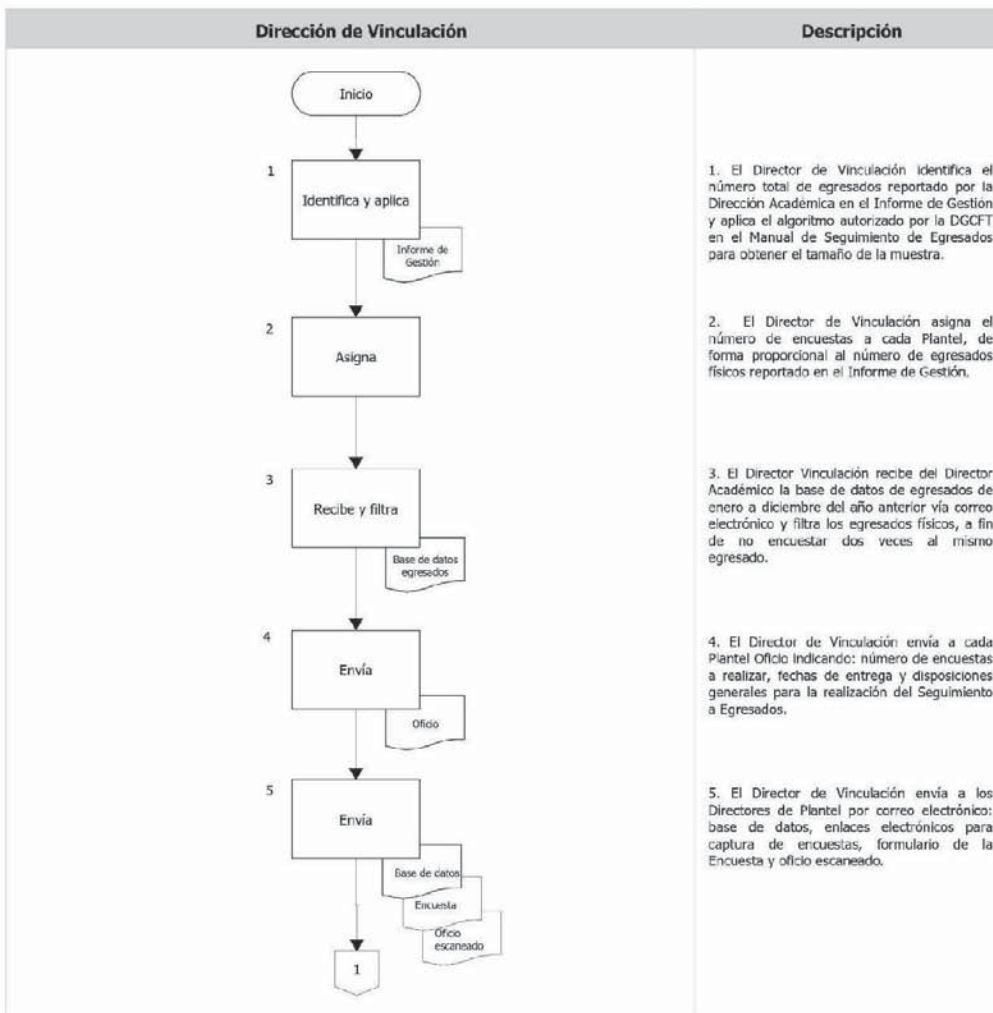 Dirección de Vinculación
Descripción
Inicio
1
Identifica y aplica
Informe de
Gestión
1. El Director de Vinculación identifica el
número total de egresados reportado por la
Dirección Académica en el Informe de Gestión
y aplica el algoritmo autorizado por la DGCFT
en el Manual de Seguimiento de Egresados
para obtener el tamaño de la muestra.
2
Asigna
2. El Director de Vinculación asigna el
número de encuestas a cada Plantel, de
forma proporcional al número de egresados
físicos reportado en el Informe de Gestión.
3
Recibe y filtra
Base de datos
egresados
3. El Director Vinculación recibe del Director
Académico la base de datos de egresados de
enero a diciembre del año anterior vía correo
electrónico y filtra los egresados físicos, a fin
de no encuestar dos veces al mismo
egresado.
4
Envía
Oficio
4. El Director de Vinculación envía a cada
Plantel Oficio indicando: número de encuestas
a realizar, fechas de entrega y disposiciones
generales para la realización del Seguimiento
a Egresados.
5
Envía
Base de datos
Encuesta
Oficio
escaneado
5. El Director de Vinculación envía a los
Directores de Plantel por correo electrónico:
base de datos, enlaces electrónicos para
captura de encuestas, formulario de la
Encuesta y oficio escaneado.
1